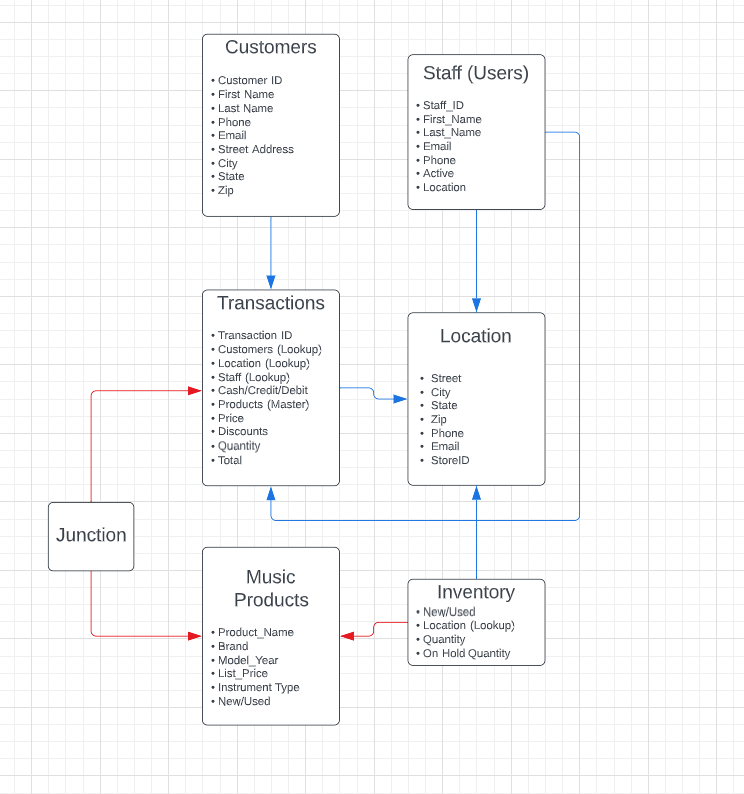 Customers
• Customer ID
• First Name
• Last Name
• Phone
• Email
• Street Address
• City
• State
• Zip
Staff (Users)
• Staff_ID
• First_Name
• Last_Name
• Email
• Phone
• Active
• Location
Transactions
• Transaction ID
• Customers (Lookup)
• Location (Lookup)
• Staff (Lookup)
• Cash/Credit/Debit
• Products (Master)
• Price
• Discounts
• Quantity
• Total
Location
• Street
• City
• State
• Zip
• Phone
• Email
• StoreID
Junction
Music
Products
• Product_Name
• Brand
• Model_Year
• List_Price
• Instrument Type
• New/Used
Inventory
• New/Used
• Location (Lookup)
• Quantity
• On Hold Quantity